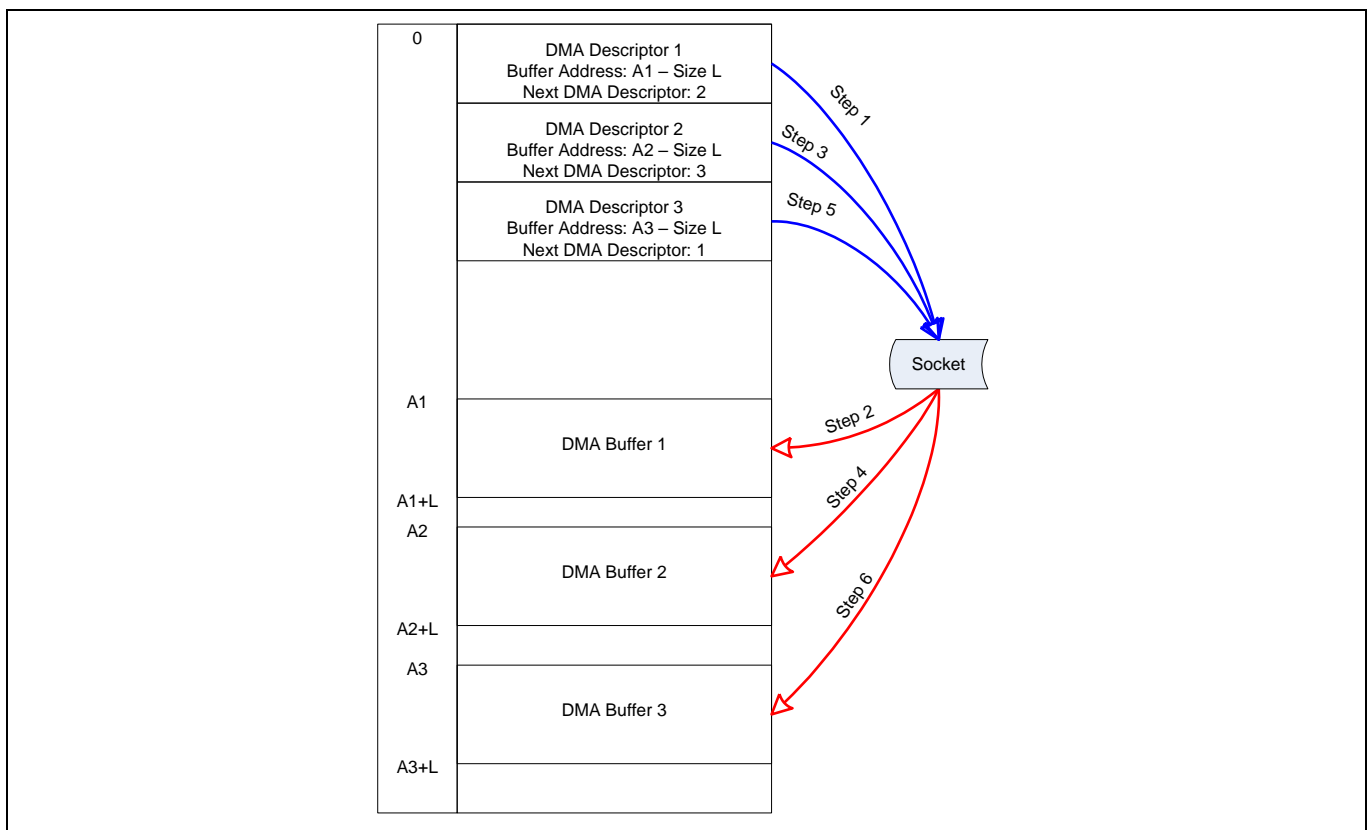 0
DMA Descriptor 1
Buffer Address: A1 – Size L
Next DMA Descriptor: 2
Step 1
DMA Descriptor 2
Buffer Address: A2 – Size L
Next DMA Descriptor: 3
Step 3
DMA Descriptor 3
Buffer Address: A3 – Size L
Next DMA Descriptor: 1
Step 5
Socket
A1
DMA Buffer 1
Step 2
A1+L
Step 4
A2
DMA Buffer 2
Step 6
A2+L
A3
DMA Buffer 3
A3+L